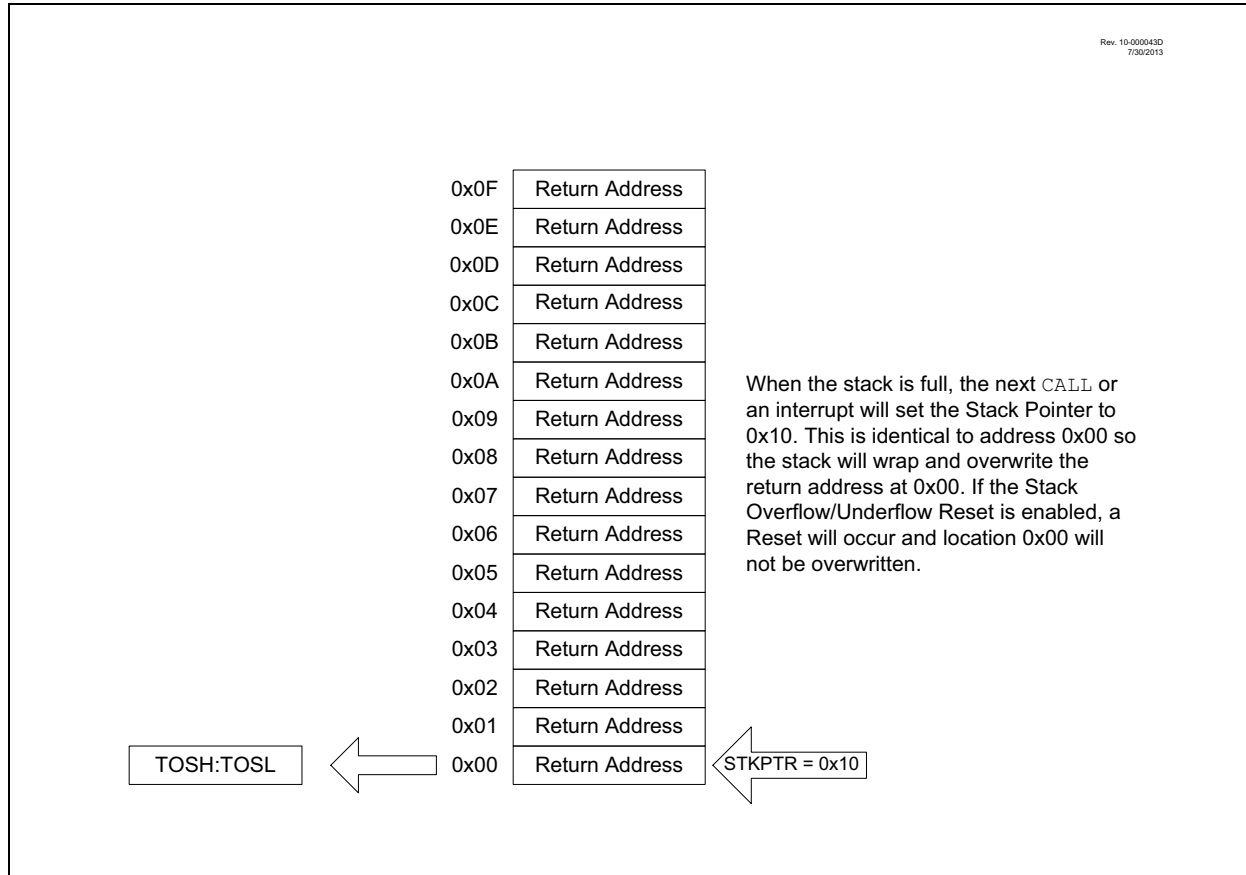 Rev. 10-000043D
7/30/2013
0x0F Return Address
0x0E Return Address
0x0D Return Address
0x0C Return Address
0x0B Return Address
0x0A Return Address
0x09 Return Address
0x08 Return Address
0x07 Return Address
0x06 Return Address
0x05 Return Address
0x04 Return Address
0x03 Return Address
0x02 Return Address
0x01 Return Address
TOSH:TOSL 0x00 Return Address STKPTR = 0x10
When the stack is full, the next CALL or
an interrupt will set the Stack Pointer to
0x10. This is identical to address 0x00 so
the stack will wrap and overwrite the
return address at 0x00. If the Stack
Overflow/Underflow Reset is enabled, a
Reset will occur and location 0x00 will
not be overwritten.